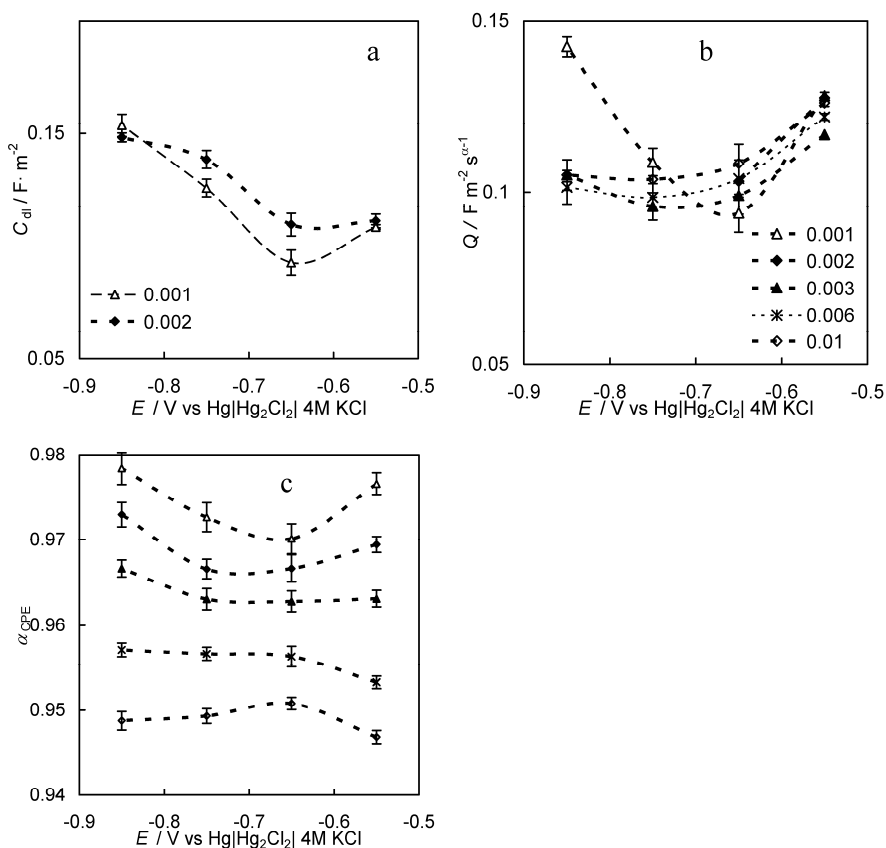 a
0.15
0.05
C dl / F· m-2
0.001
0.002
-0.9 -0.8 -0.7 -0.6 -0.5
E / V vs Hg|Hg2Cl2| 4M KCl
b
0.15
0.10
0.05
Q / F m-2 sα-1
0.001
0.002
0.003
0.006
0.01
-0.9 -0.8 -0.7 -0.6 -0.5
E / V vs Hg|Hg2Cl2| 4M KCl
c
0.98
0.97
0.96
0.95
0.94
αCPE
-0.9 -0.8 -0.7 -0.6 -0.5
E / V vs Hg|Hg2Cl2| 4M KCl